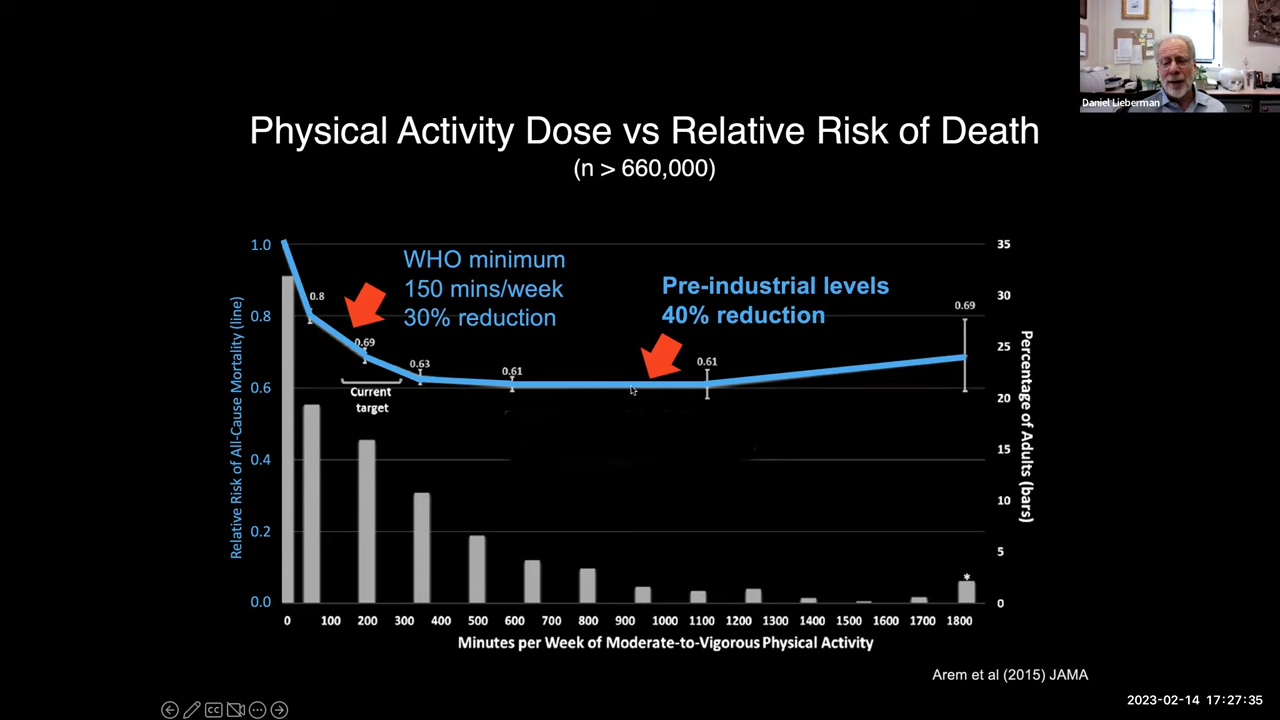 Daniel Lieberman
Physical Activity Dose vs Relative Risk of Death
(n > 660,000)
WHO minimum
150 mins/week
30% reduction
Pre-industrial levels
40% reduction
Relative Risk of All-Cause Mortality (line)
1.0
0.8
0.6
0.4
0.2
0.0
0.8
0.69
0.63
0.61
0.61
0.69
Current
target
*
35
30
25
20
15
10
5
0
Percentage of Adults (bars)
0 100 200 300 400 500 600 700 800 900 1000 1100 1200 1300 1400 1500 1600 1700 1800
Minutes per Week of Moderate-to-Vigorous Physical Activity
Arem et al (2015) JAMA
2023-02-14 17:27:35
CC